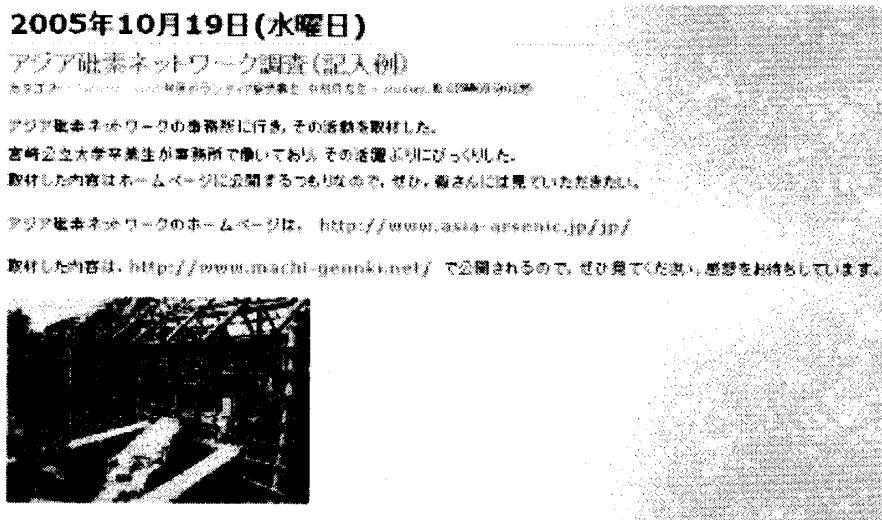 2005年10月19日(水曜日)
アジア砒素ネットワーク調査(記入例)
アジア砒素ネットワークの事務所に行き,その活動を取材した。
宮崎公立大学卒業生が事務所で働いており,その活躍ぶりにびっくりした。
取材した内容はホームページに公開するつもりなので,ぜひ,皆さんには見ていただきたい。
アジア砒素ネットワークのホームページは, http://www.asia-arsenic.jp/jp/
取材した内容は, http://www.machi-gennki.net/ で公開されるので,ぜひ見てください。感想をお待ちしています。